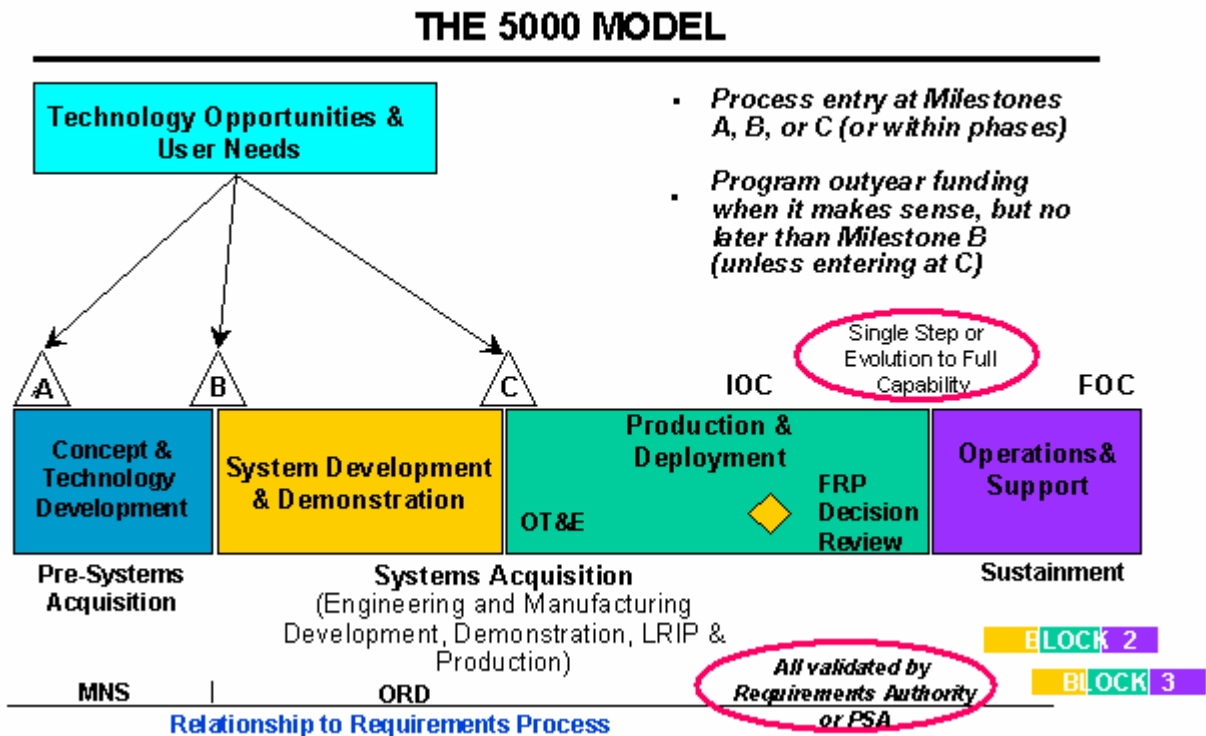 THE 5000 MODEL
Technology Opportunities &
User Needs
▪ Process entry at Milestones
A, B, or C (or within phases)
▪ Program outyear funding
when it makes sense, but no
later than Milestone B
(unless entering at C)
Single Step or
Evolution to Full
Capability
A
B
C
IOC
FOC
Concept &
Technology
Development
System Development
& Demonstration
Production &
Deployment
OT&E
FRP
Decision
Review
Operations&
Support
Pre-Systems
Acquisition
Systems Acquisition
(Engineering and Manufacturing
Development, Demonstration, LRIP &
Production)
Sustainment
BLOCK 2
BLOCK 3
All validated by
Requirements Authority
or PSA
MNS
ORD
Relationship to Requirements Process